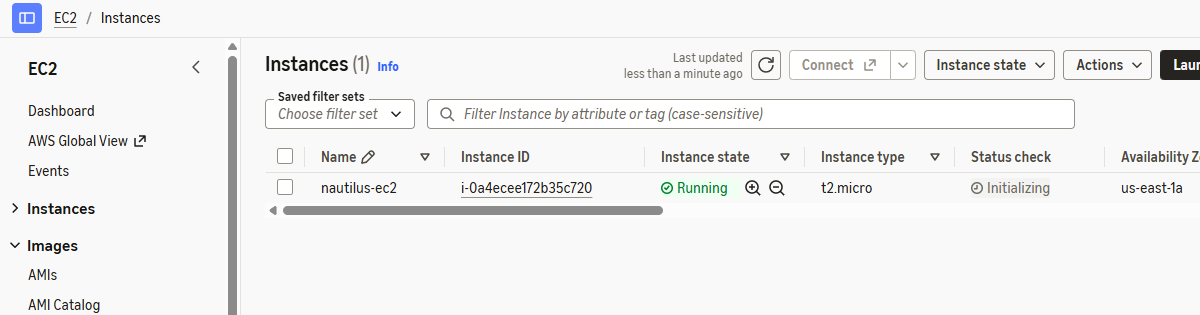 EC2 / Instances
EC2
Dashboard
AWS Global View
Events
Instances
Images
AMIs
AMI Catalog
Instances (1) Info
Last updated
less than a minute ago
Connect
Instance state
Actions
Laun
Saved filter sets
Choose filter set
Filter Instance by attribute or tag (case-sensitive)
Name Instance ID Instance state Instance type Status check Availability Z
nautilus-ec2 i-0a4ecee172b35c720 Running t2.micro Initializing us-east-1a